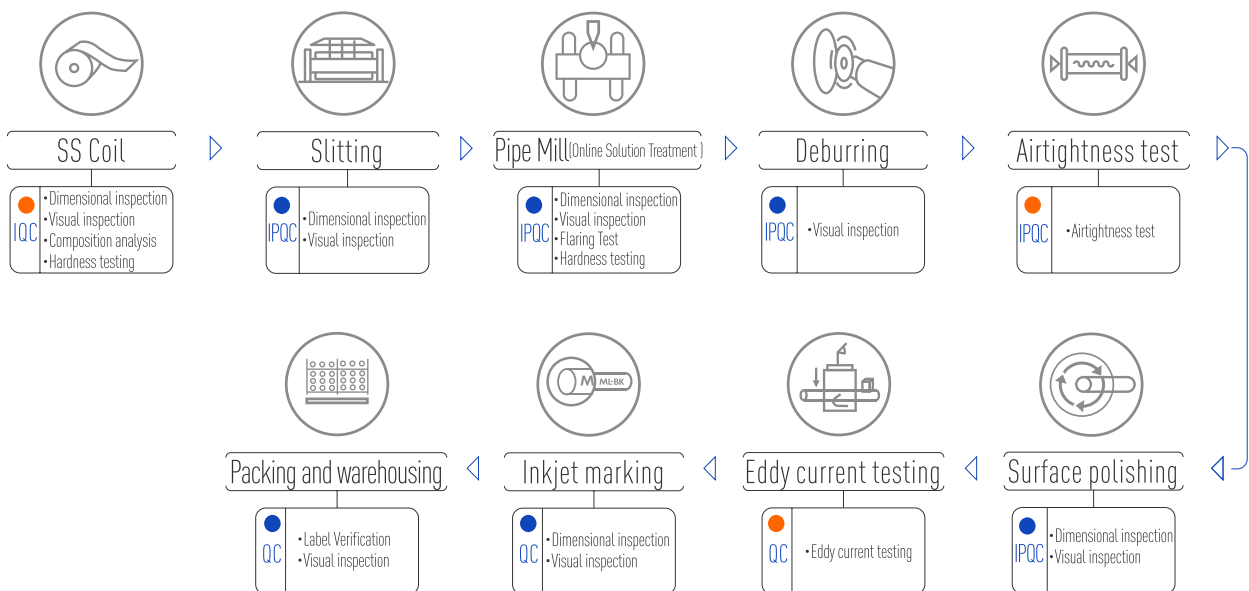 SS Coil
IQC
•Dimensional inspection
•Visual inspection
•Composition analysis
•Hardness testing
Slitting
IPQC
•Dimensional inspection
•Visual inspection
Pipe Mill(Online Solution Treatment)
IPQC
•Dimensional inspection
•Visual inspection
•Flaring Test
•Hardness testing
Deburring
IPQC
•Visual inspection
Airtightness test
IPQC
•Airtightness test
M ML-BK
Packing and warehousing
QC
•Label Verification
•Visual inspection
Inkjet marking
QC
•Dimensional inspection
•Visual inspection
Eddy current testing
QC
•Eddy current testing
Surface polishing
IPQC
•Dimensional inspection
•Visual inspection